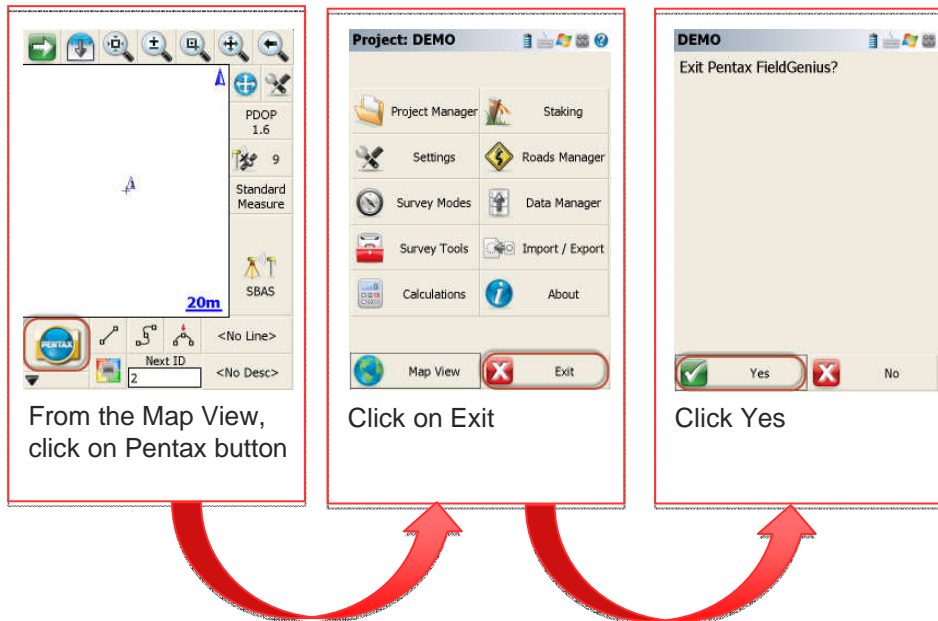 PDOP
1.6
9
Standard
Measure
SBAS
20m
PENTAX
<No Line>
Next ID
2
<No Desc>
From the Map View,
click on Pentax button
Project: DEMO
Project Manager
Staking
Settings
Roads Manager
Survey Modes
Data Manager
Survey Tools
Import / Export
Calculations
About
Map View
Exit
Click on Exit
DEMO
Exit Pentax FieldGenius?
Yes
No
Click Yes